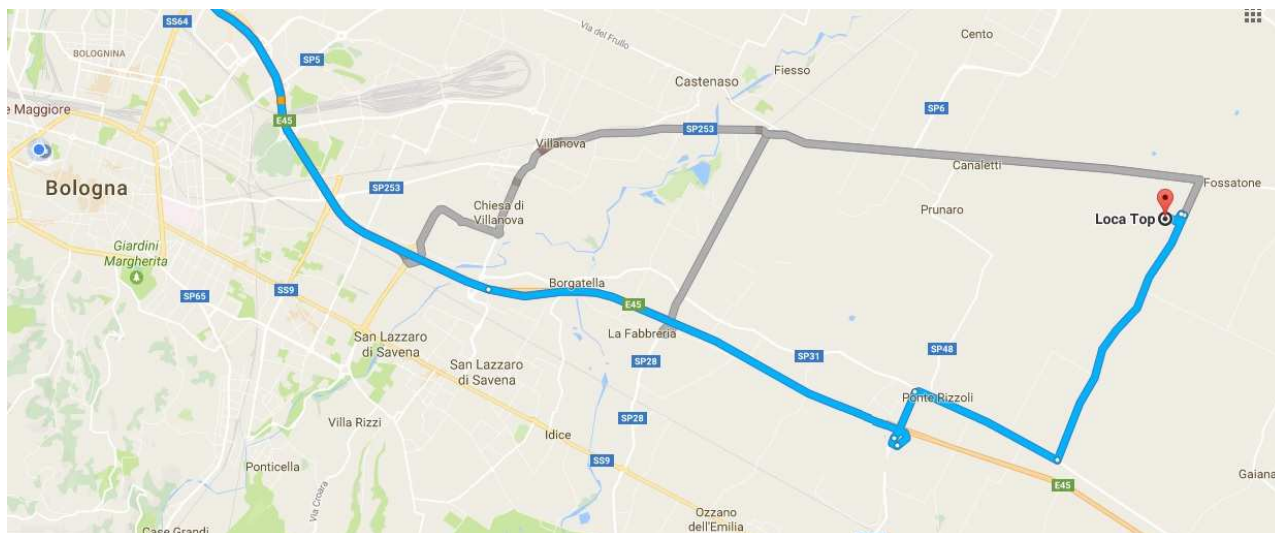 SS64
Via del Frullo
Cento
BOLOGNINA
SP5
Fiesso
Castenaso
e Maggiore
SP6
E45
SP253
Villanova
Canaletti
Bologna
SP253
Fossatone
Chiesa di
Villanova
Prunaro
Loca Top
Giardini
Margherita
Borgatella
SP65
SS9
E45
La Fabbreria
San Lazzaro
di Savena
SP31
SP48
San Lazzaro
di Savena
SP28
Ponte Rizzoli
Villa Rizzi
SP28
Idice
Ponticella
SS9
Gaiana
E45
Via Croara
Ozzano
dell'Emilia
Case Grandi